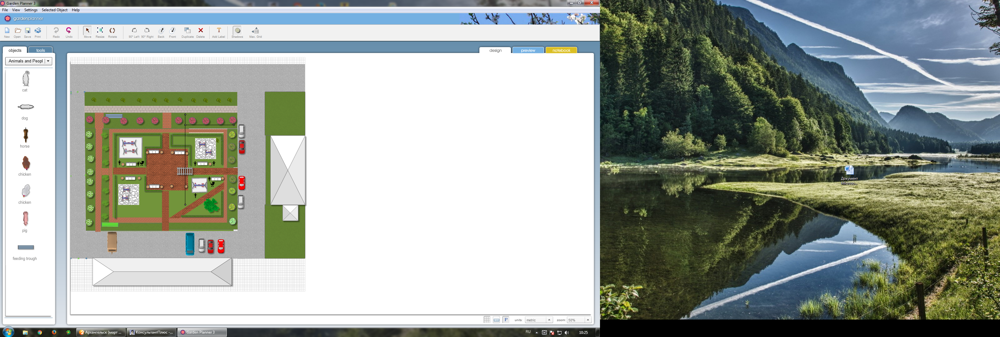 Garden Planner 3
File View Settings Selected Object Help
gardenplanner
New Open Save Print Redo Undo Move Resize Rotate 90° Left 90° Right Back Front Duplicate Delete Add Label Shadows Max. Grid
T
objects tools
design preview notebook
Animals and Peopl
cat
dog
horse
chicken
chicken
pig
feeding trough
W
Документ
Microso...
P units: metric zoom: 50%
2 Архангельск (март ...
КонсультантПлюс -...
Garden Planner 3
RU
10:25